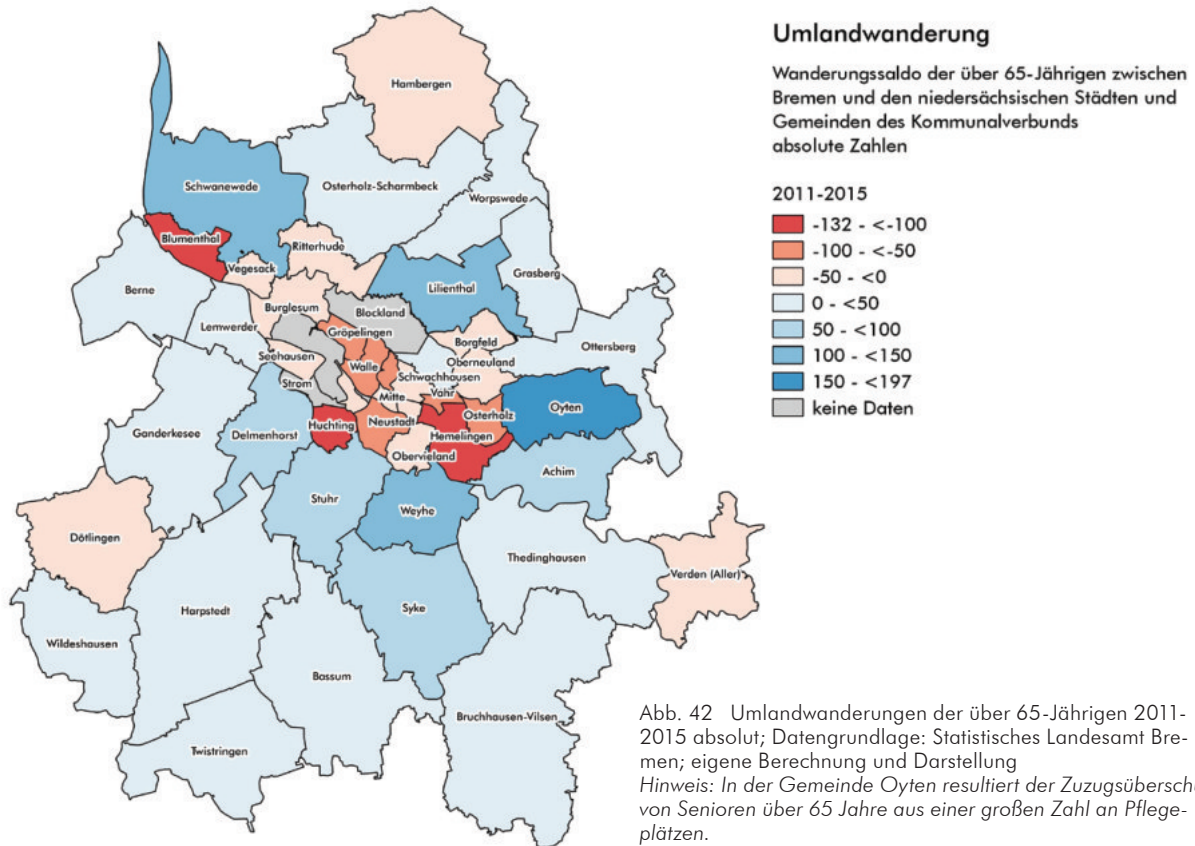 Umlandwanderung
Wanderungssaldo der über 65-Jährigen zwischen
Bremen und den niedersächsischen Städten und
Gemeinden des Kommunalverbunds
absolute Zahlen
2011-2015
-132 - <-100
-100 - <-50
-50 - <0
0 - <50
50 - <100
100 - <150
150 - <197
keine Daten
Hambergen
Schwanewede
Osterholz-Scharmbeck
Worpswede
Blumenthal
Ritterhude
Vegesack
Grasberg
Berne
Lilienthal
Burglesum
Blockland
Lemwerder
Gröpelingen
Borgfeld
Ottersberg
Seehausen
Oberneuland
Walle
Schwachhausen
Strom
Mitte
Vahr
Oyten
Osterholz
Huchting
Neustadt
Ganderkesee
Delmenhorst
Hemelingen
Obervieland
Achim
Stuhr
Weyhe
Dötlingen
Thedinghausen
Verden (Aller)
Harpstedt
Syke
Wildeshausen
Bassum
Bruchhausen-Vilsen
Twistringen
Abb. 42 Umlandwanderungen der über 65-Jährigen 2011-
2015 absolut; Datengrundlage: Statistisches Landesamt Bre-
men; eigene Berechnung und Darstellung
Hinweis: In der Gemeinde Oyten resultiert der Zuzugsübersch
von Senioren über 65 Jahre aus einer großen Zahl an Pflege-
plätzen.